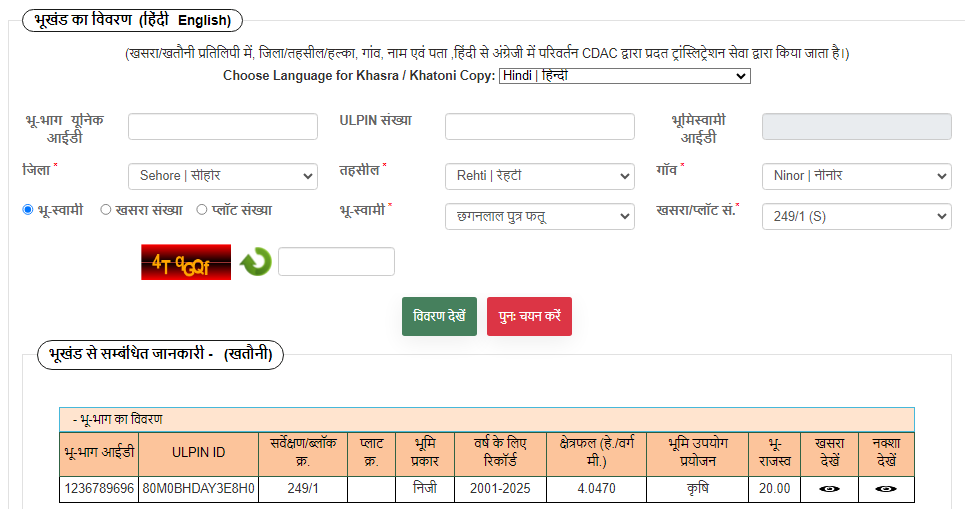 भूखंड का विवरण (हिंदी English)
(खसरा/खतौनी प्रतिलिपी में, जिला/तहसील/हल्का, गांव, नाम एवं पता ,हिंदी से अंग्रेजी में परिवर्तन CDAC द्वारा प्रदत ट्रांस्लिट्रेशन सेवा द्वारा किया जाता है।)
Choose Language for Khasra / Khatoni Copy: Hindi | हिन्दी
भू-भाग यूनिक आईडी ULPIN संख्या भूमिस्वामी आईडी
जिला * Sehore | सीहोर तहसील * Rehti | रेहटी गाँव * Ninor | नीनोर
भू-स्वामी खसरा संख्या प्लॉट संख्या भू-स्वामी * छगनलाल पुत्र फतू खसरा/प्लॉट सं.* 249/1 (S)
4TqGQf
विवरण देखें पुनः चयन करें
भूखंड से सम्बंधित जानकारी - (खतौनी)
- भू-भाग का विवरण
भू-भाग आईडी ULPIN ID सर्वेक्षण/ब्लॉक क्र. प्लाट क्र. भूमि प्रकार वर्ष के लिए रिकॉर्ड क्षेत्रफल (हे./वर्ग मी.) भूमि उपयोग प्रयोजन भू-राजस्व खसरा देखें नक्शा देखें
1236789696 80M0BHDAY3E8H0 249/1 निजी 2001-2025 4.0470 कृषि 20.00